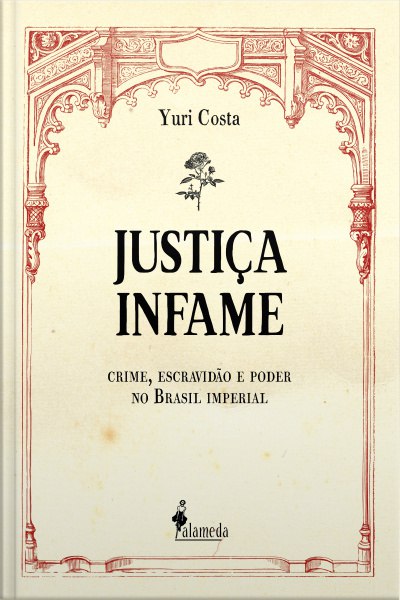 Yuri Costa
JUSTIÇA
INFAME
CRIME, ESCRAVIDÃO E PODER
NO BRASIL IMPERIAL
alameda